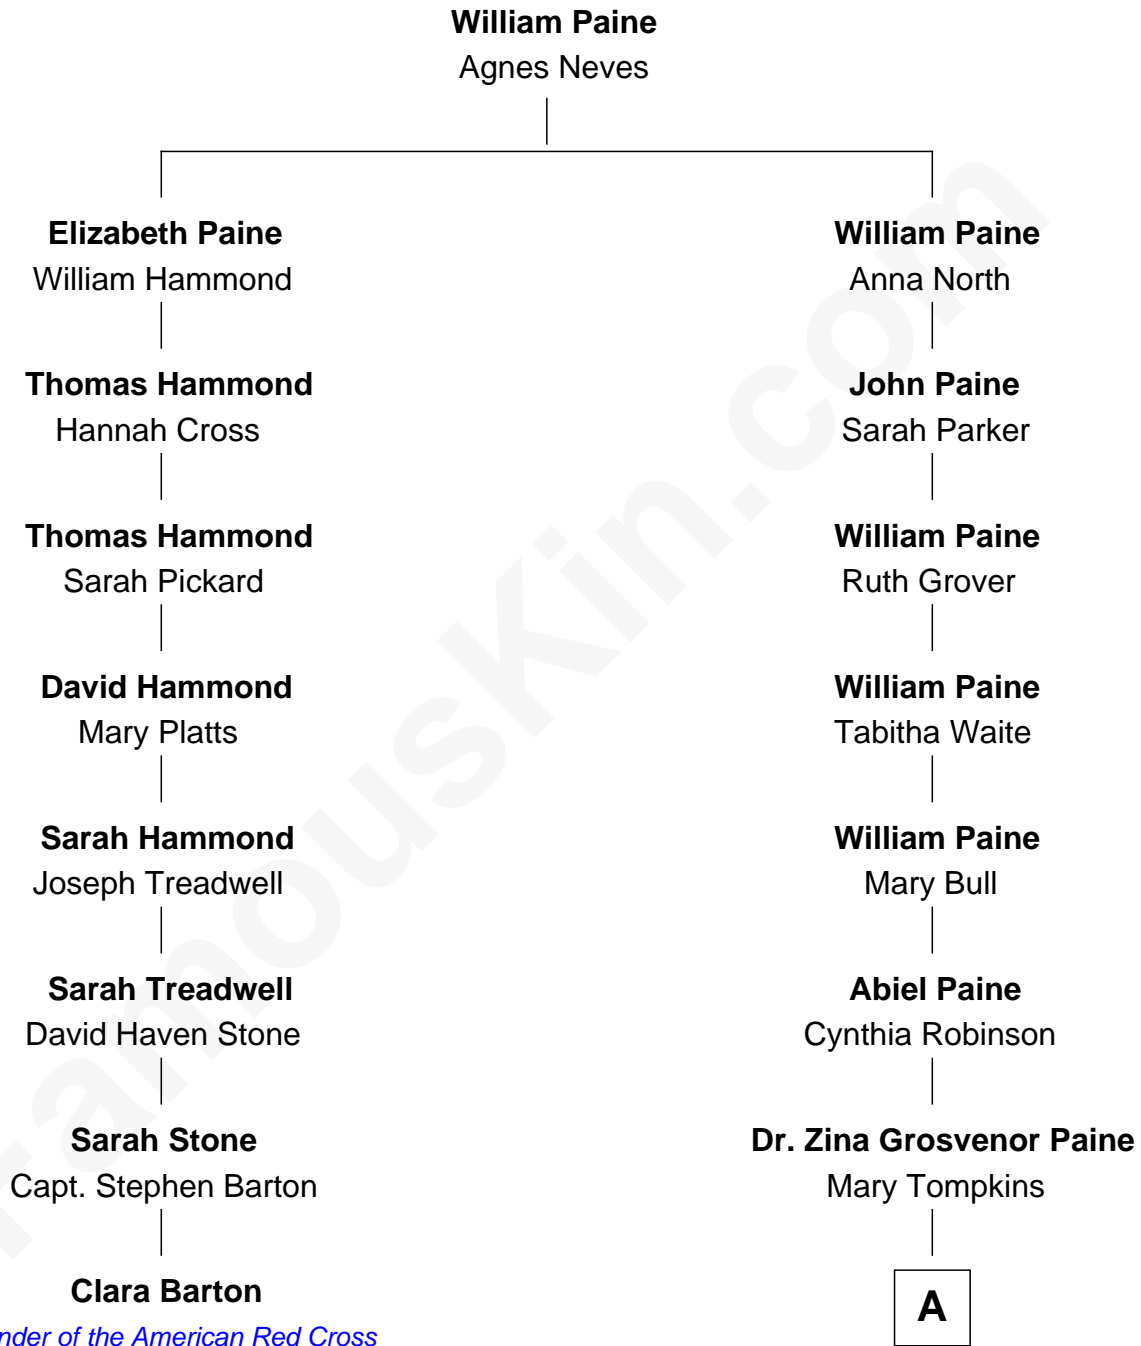 William Paine
Agnes Neves
Elizabeth Paine
William Hammond
William Paine
Anna North
Thomas Hammond
Hannah Cross
John Paine
Sarah Parker
Thomas Hammond
Sarah Pickard
William Paine
Ruth Grover
David Hammond
Mary Platts
William Paine
Tabitha Waite
Sarah Hammond
Joseph Treadwell
William Paine
Mary Bull
Sarah Treadwell
David Haven Stone
Abiel Paine
Cynthia Robinson
Sarah Stone
Capt. Stephen Barton
Dr. Zina Grosvenor Paine
Mary Tompkins
Clara Barton
nder of the American Red Cross
A
FamousKin.com